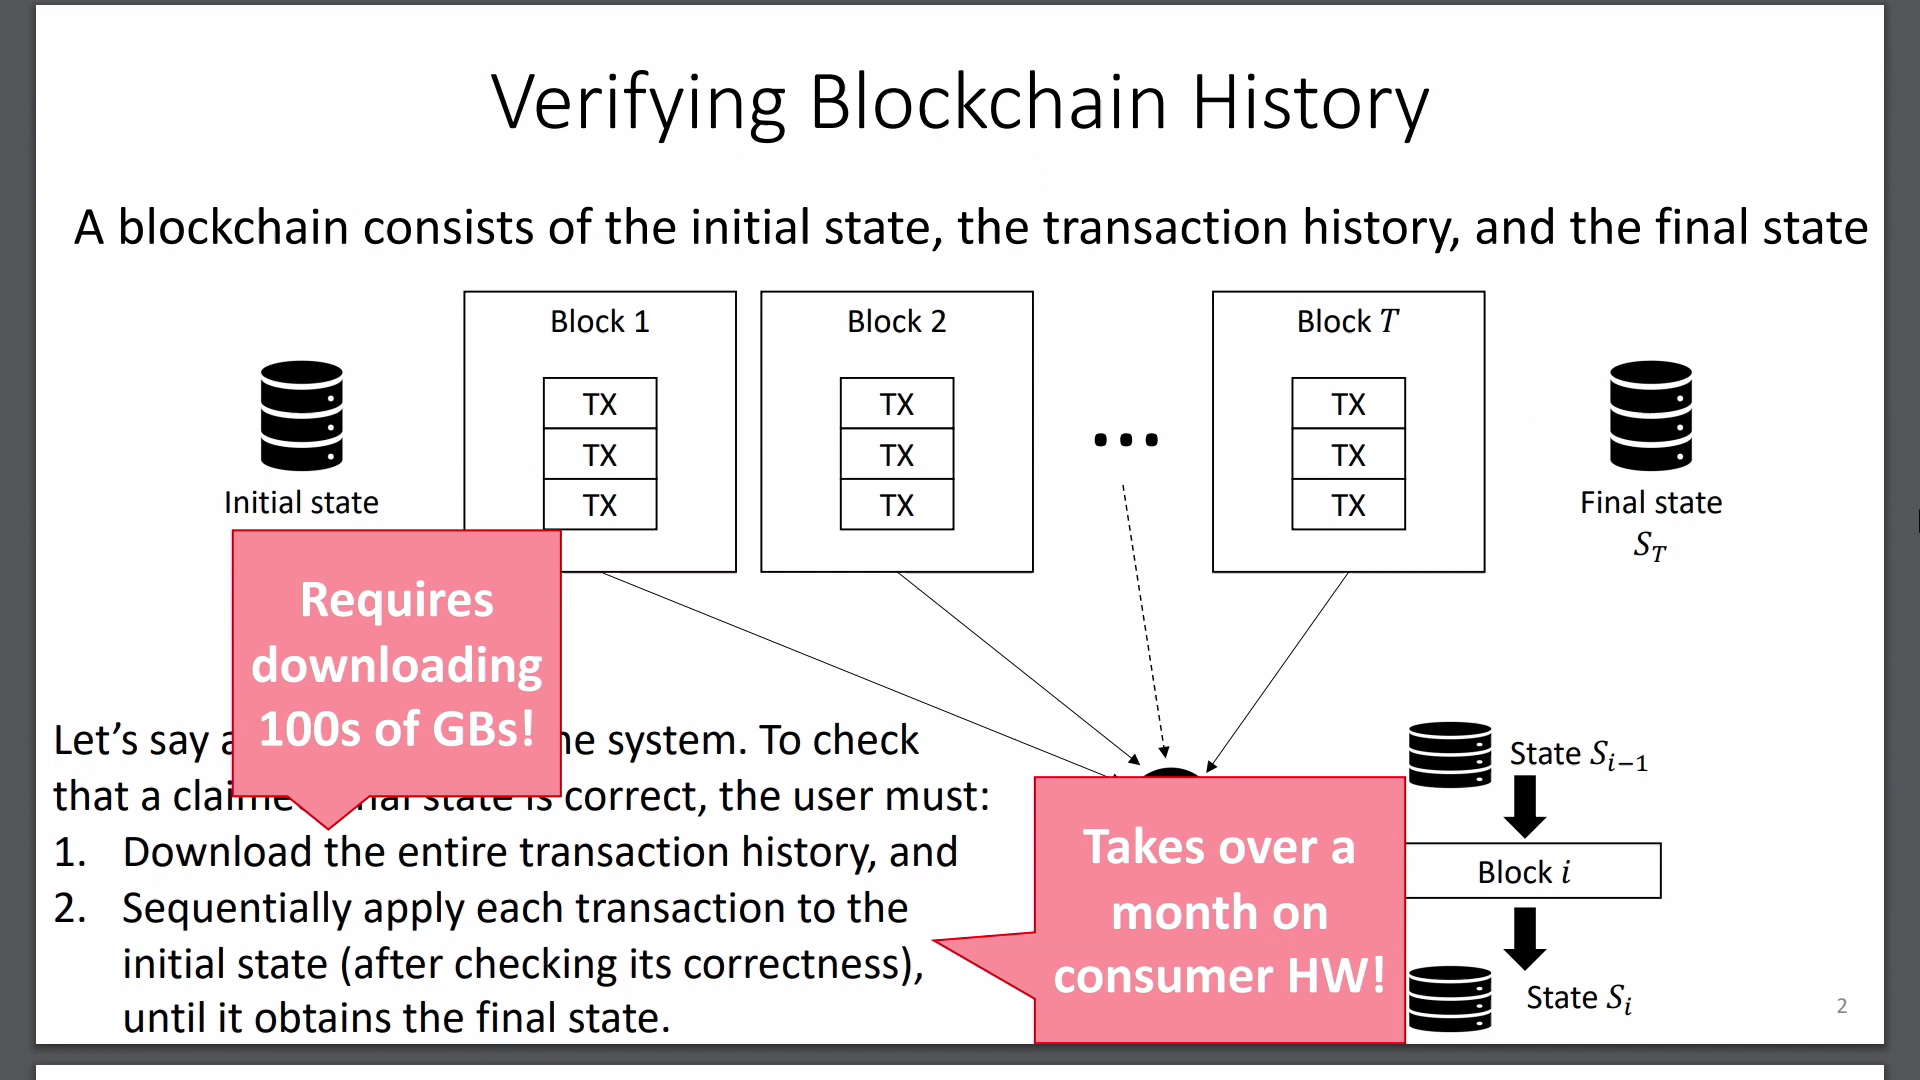 Verifying Blockchain History
A blockchain consists of the initial state, the transaction history, and the final state
Block 1
TX
TX
TX
Block 2
TX
TX
TX
...
Block T
TX
TX
TX
Initial state
Final state
S_T
Requires
downloading
100s of GBs!
Let's say system. To check
that a correct, the user must:
1. Download the entire transaction history, and
2. Sequentially apply each transaction to the
initial state (after checking its correctness),
until it obtains the final state.
Takes over a
month on
consumer HW!
State S_{i−1}
Block i
State S_i
2